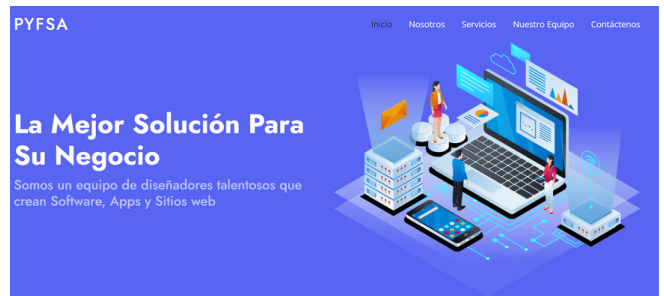 PYFSA
Inicio Nosotros Servicios Nuestro Equipo Contáctenos
La Mejor Solución Para
Su Negocio
Somos un equipo de diseñadores talentosos que
crean Software, Apps y Sitios web